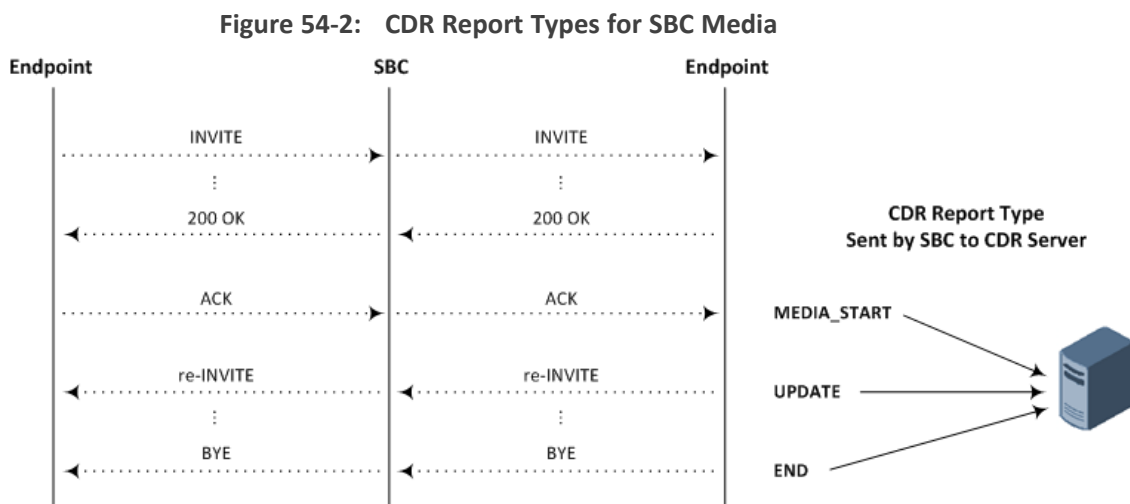 Figure 54-2: CDR Report Types for SBC Media
Endpoint SBC Endpoint
INVITE INVITE
200 OK 200 OK
CDR Report Type
Sent by SBC to CDR Server
ACK ACK
MEDIA_START
re-INVITE re-INVITE
UPDATE
BYE BYE
END